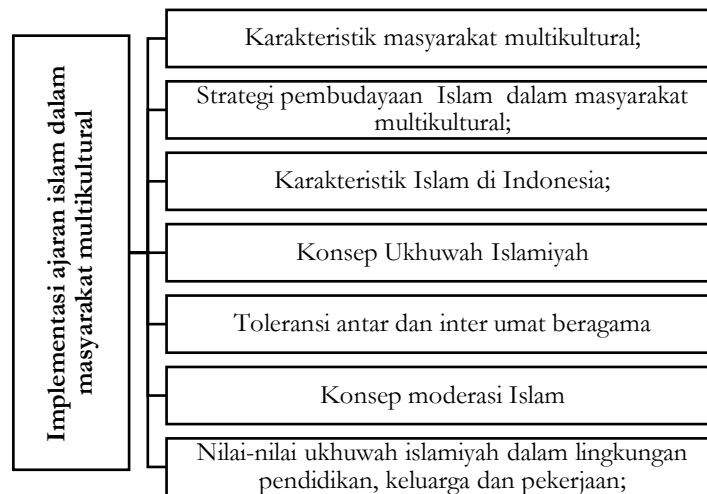 Implementasi ajaran islam dalam
masyarakat multikultural
Karakteristik masyarakat multikultural;
Strategi pembudayaan Islam dalam masyarakat
multikultural;
Karakteristik Islam di Indonesia;
Konsep Ukhuwah Islamiyah
Toleransi antar dan inter umat beragama
Konsep moderasi Islam
Nilai-nilai ukhuwah islamiyah dalam lingkungan
pendidikan, keluarga dan pekerjaan;